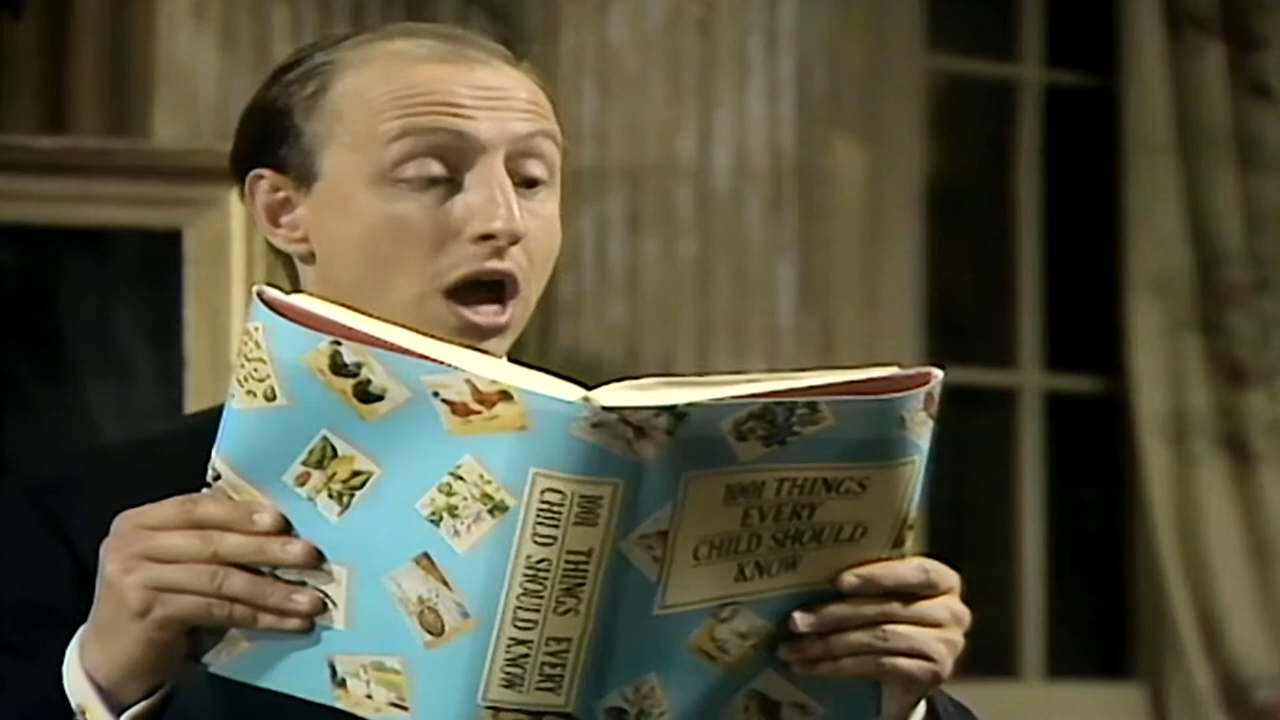 1001 THINGS EVERY
CHILD SHOULD KNOW
1001 THINGS
EVERY
CHILD SHOULD
KNOW